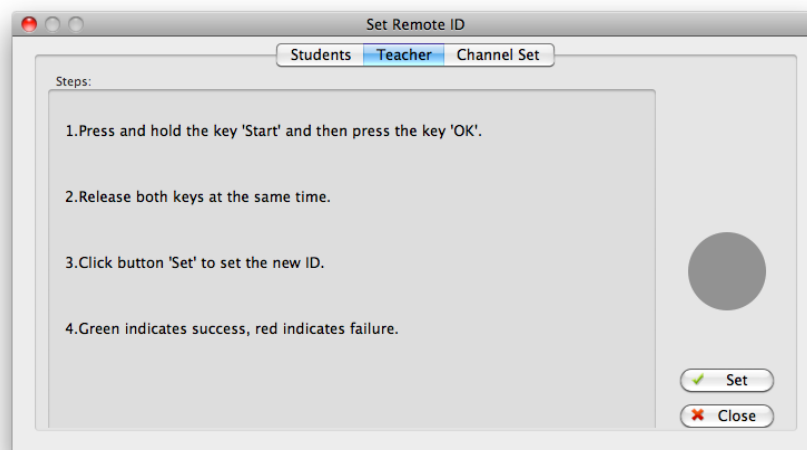 Set Remote ID
Students Teacher Channel Set
Steps:
1.Press and hold the key 'Start' and then press the key 'OK'.
2.Release both keys at the same time.
3.Click button 'Set' to set the new ID.
4.Green indicates success, red indicates failure.
Set
Close